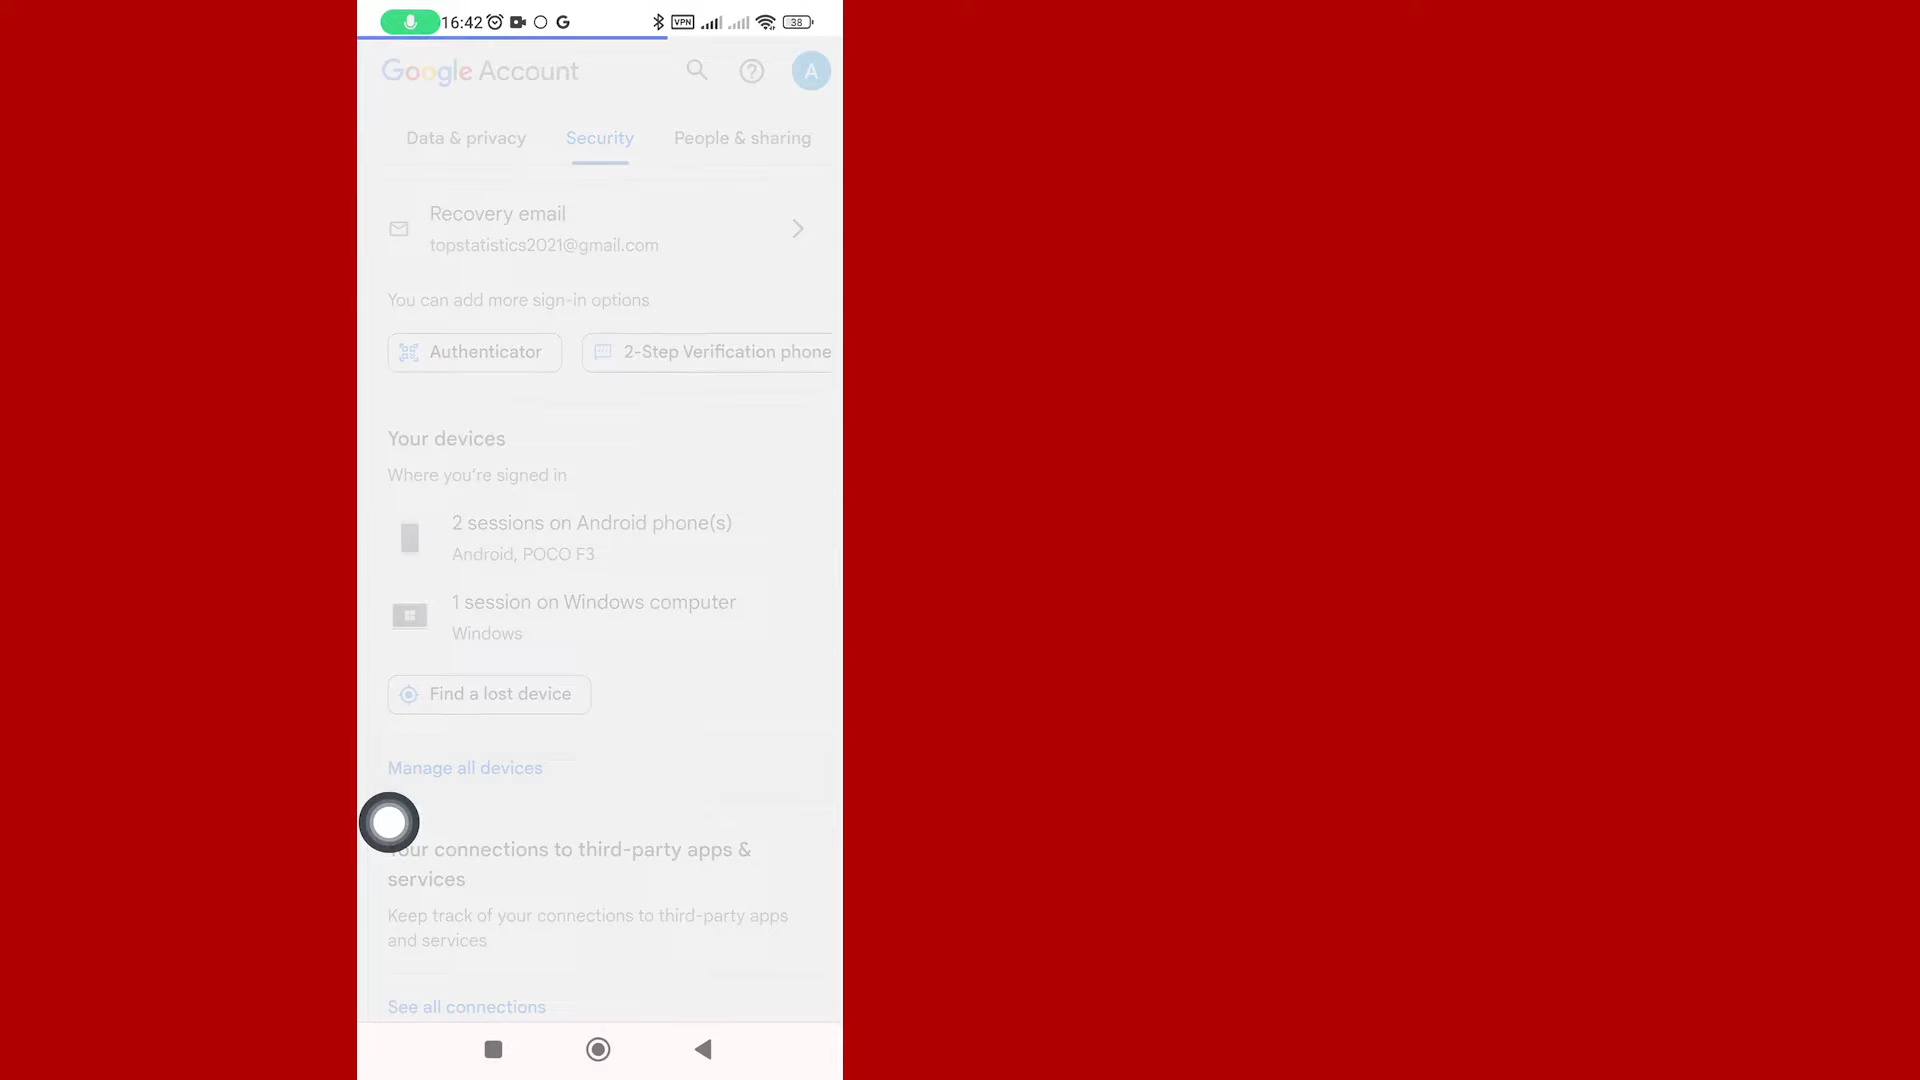 16:42
VPN
38
Google Account
A
Data & privacy
Security
People & sharing
Recovery email
topstatistics2021@gmail.com
You can add more sign-in options
Authenticator
2-Step Verification phone
Your devices
Where you're signed in
2 sessions on Android phone(s)
Android, POCO F3
1 session on Windows computer
Windows
Find a lost device
Manage all devices
Your connections to third-party apps &
services
Keep track of your connections to third-party apps
and services
See all connections